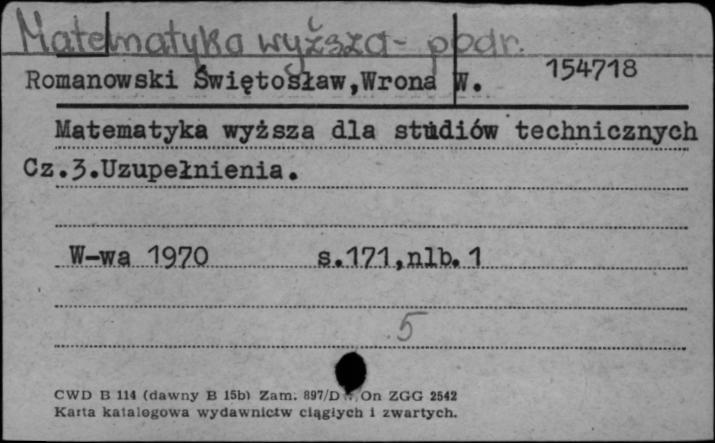 Matematyka wyższa - podr.
Romanowski Świętosław,Wrona W. 154718
Matematyka wyższa dla studiów technicznych
Cz.3.Uzupełnienia.
W-wa 1970 s.171,nlb.1
5
CWD B 114 (dawny B 15b) Zam. 897/D On ZGG 2542
Karta katalogowa wydawnictw ciągłych i zwartych.